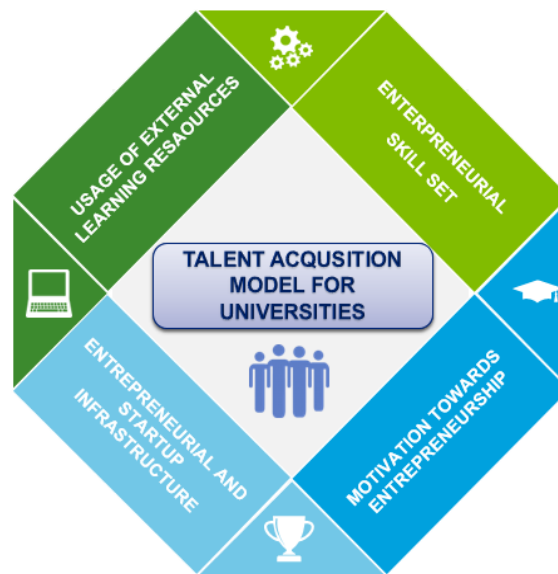 USAGE OF EXTERNAL
LEARNING RESAOURCES
ENTERPRENEURIAL
SKILL SET
TALENT ACQUSITION
MODEL FOR
UNIVERSITIES
ENTREPRENEURIAL AND
STARTUP
INFRASTRUCTURE
MOTIVATION TOWARDS
ENTREPRENEURSHIP